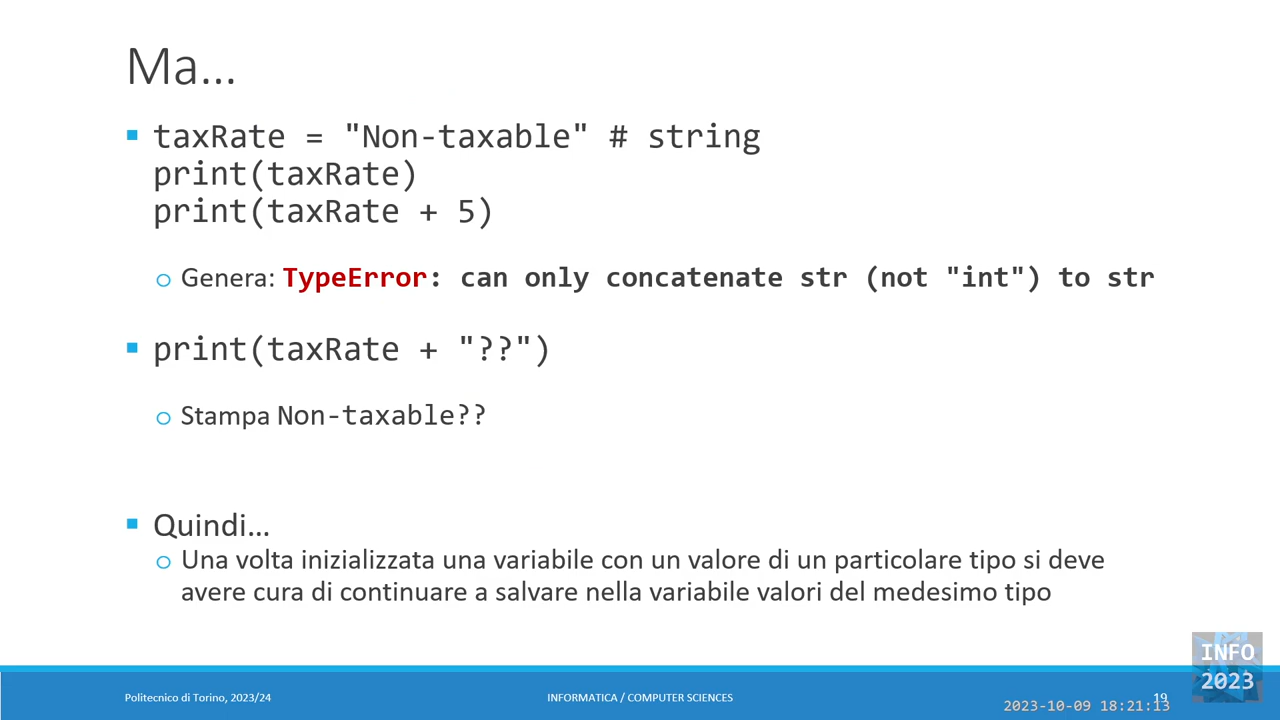 Ma…
taxRate = "Non-taxable" # string
print(taxRate)
print(taxRate + 5)
Genera: TypeError: can only concatenate str (not "int") to str
print(taxRate + "??")
Stampa Non-taxable??
Quindi…
Una volta inizializzata una variabile con un valore di un particolare tipo si deve
avere cura di continuare a salvare nella variabile valori del medesimo tipo
Politecnico di Torino, 2023/24
INFORMATICA / COMPUTER SCIENCES
19
INFO
2023
2023-10-09 18:21:13